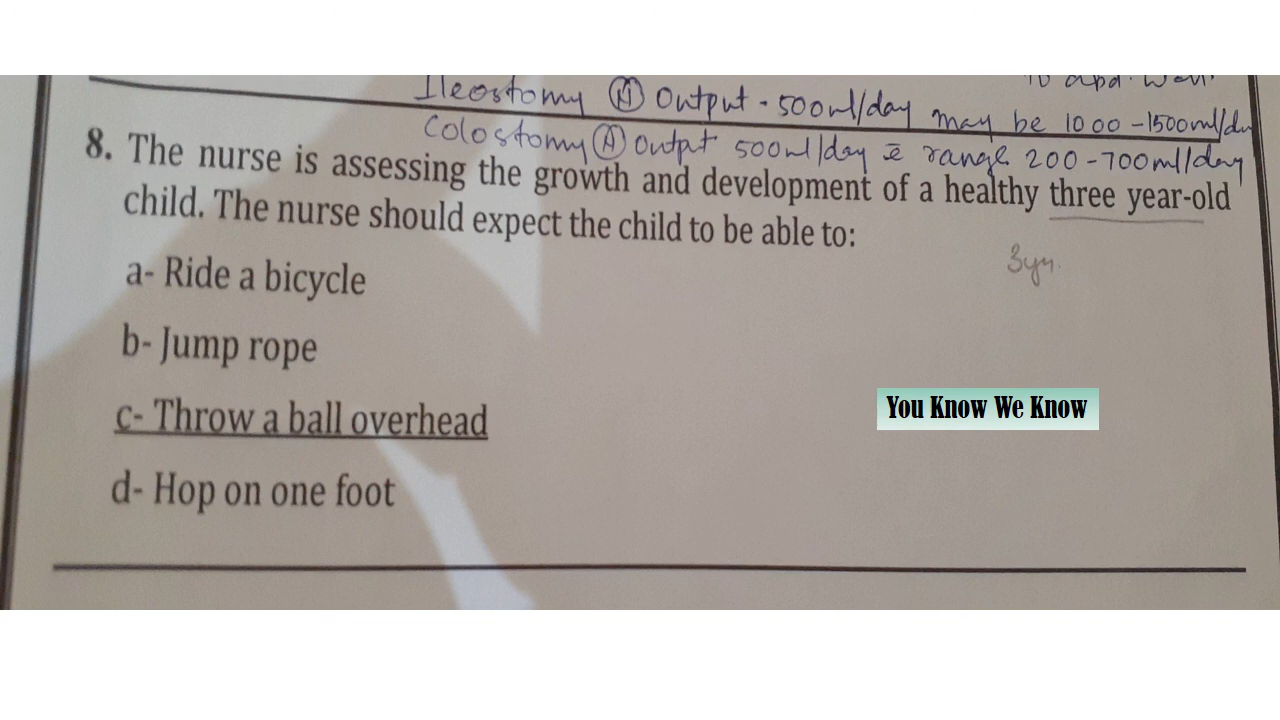 Ileostomy Ⓝ Output - 500ml/day may be 1000-1500ml/day
Colostomy Ⓝ Output 500ml/day c̄ range 200-700ml/day
8. The nurse is assessing the growth and development of a healthy three year-old
child. The nurse should expect the child to be able to:
3yr.
a- Ride a bicycle
b- Jump rope
c- Throw a ball overhead
You Know We Know
d- Hop on one foot